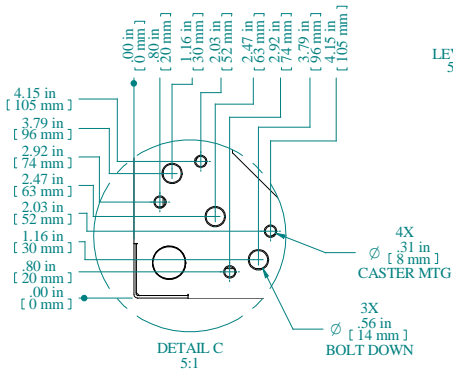 .00 in
[ 0 mm ]
.80 in
[ 20 mm ]
1.16 in
[ 30 mm ]
2.03 in
[ 52 mm ]
2.47 in
[ 63 mm ]
2.92 in
[ 74 mm ]
3.79 in
[ 96 mm ]
4.15 in
[ 105 mm ]
LE
5
4.15 in
[ 105 mm ]
3.79 in
[ 96 mm ]
2.92 in
[ 74 mm ]
2.47 in
[ 63 mm ]
2.03 in
[ 52 mm ]
1.16 in
[ 30 mm ]
.80 in
[ 20 mm ]
.00 in
[ 0 mm ]
4X
∅ .31 in
[ 8 mm ]
CASTER MTG
3X
∅ .56 in
[ 14 mm ]
BOLT DOWN
DETAIL C
5:1